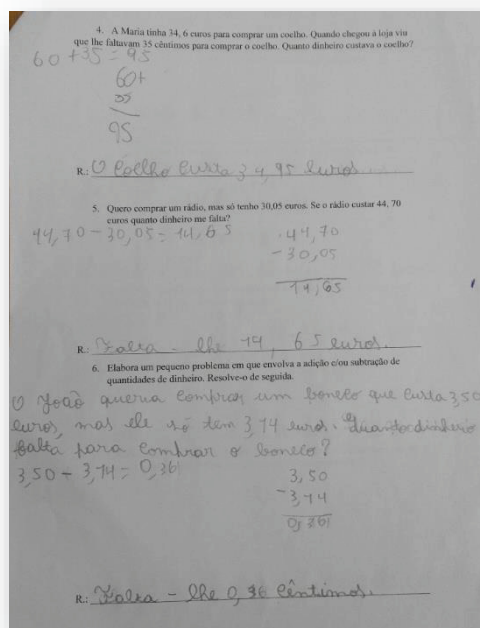 4. A Maria tinha 34, 6 euros para comprar um coelho. Quando chegou à loja viu
que lhe faltavam 35 cêntimos para comprar o coelho. Quanto dinheiro custava o coelho?
60 + 35 = 95
60+
35
95
R.: O Coelho Custa 34,95 euros.
5. Quero comprar um rádio, mas só tenho 30,05 euros. Se o rádio custar 44, 70
euros quanto dinheiro me falta?
44,70 - 30,05 = 14,65
44,70
- 30,05
14,65
R.: Falta - lhe 14, 65 euros.
6. Elabora um pequeno problema em que envolva a adição e/ou subtração de
quantidades de dinheiro. Resolve-o de seguida.
O João queria comprar um boneco que custa 3,50
euros, mas ele só tem 3,14 euros. Quanto dinheiro
falta para comprar o boneco?
3,50 - 3,14 = 0,36
3,50
- 3,14
0,36
R.: Falta - lhe 0,36 cêntimos.